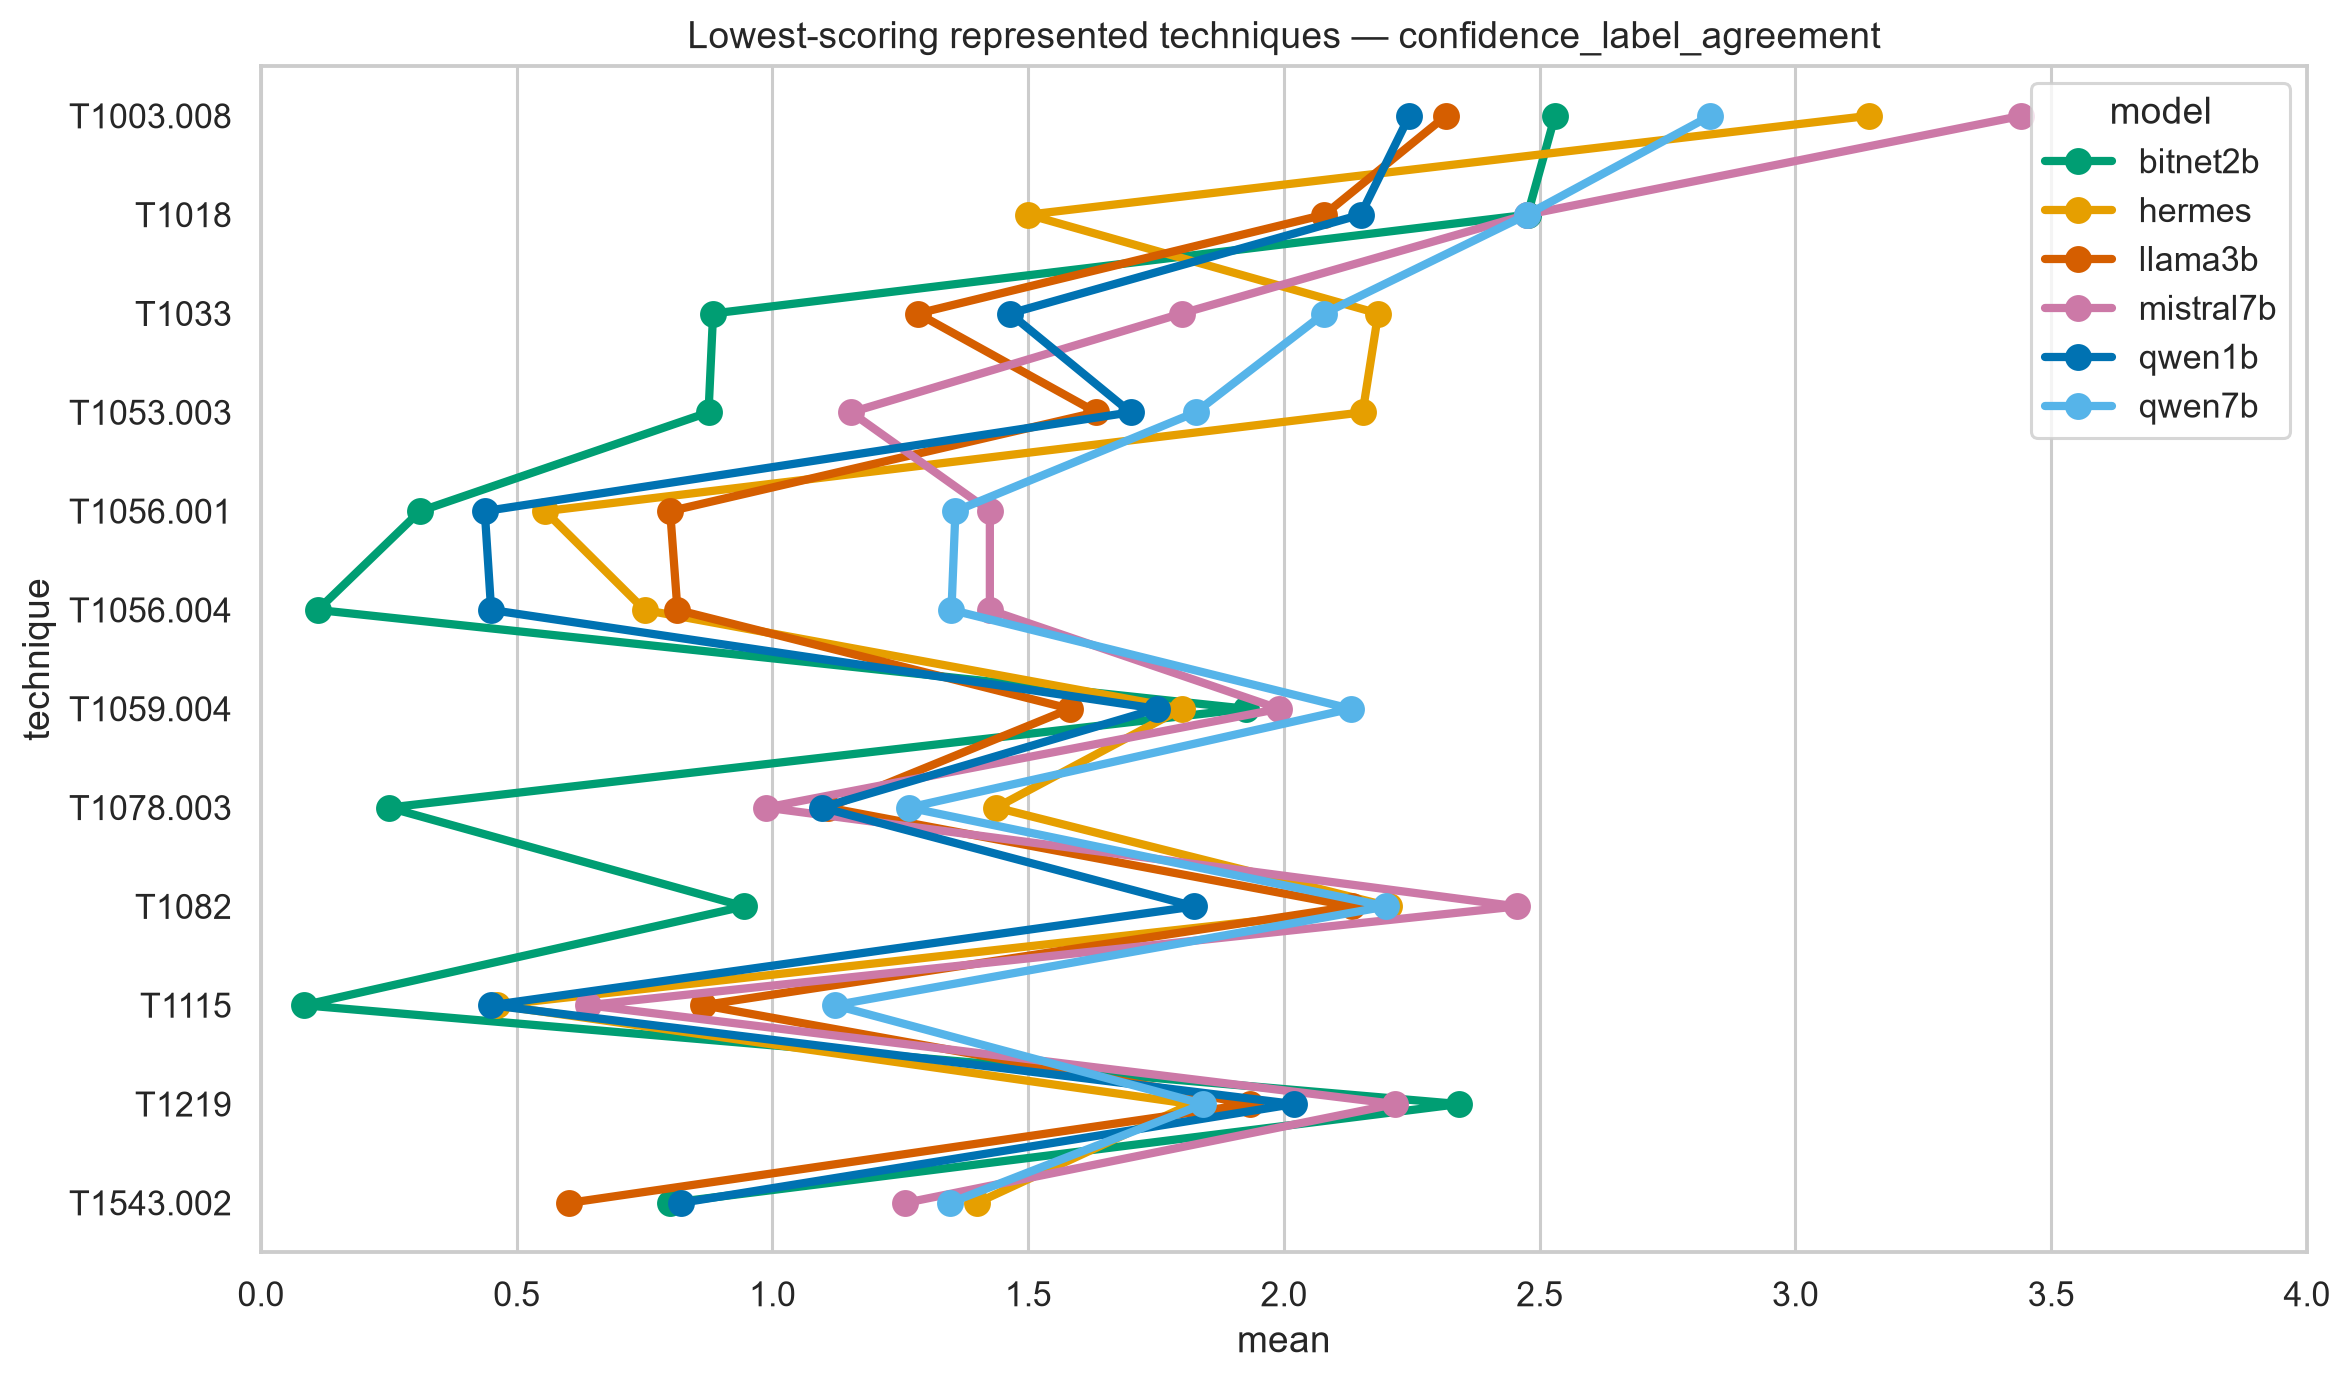 Lowest-scoring represented techniques — confidence_label_agreement
model
bitnet2b
hermes
llama3b
mistral7b
qwen1b
qwen7b
technique
T1003.008
T1018
T1033
T1053.003
T1056.001
T1056.004
T1059.004
T1078.003
T1082
T1115
T1219
T1543.002
0.0 0.5 1.0 1.5 2.0 2.5 3.0 3.5 4.0
mean